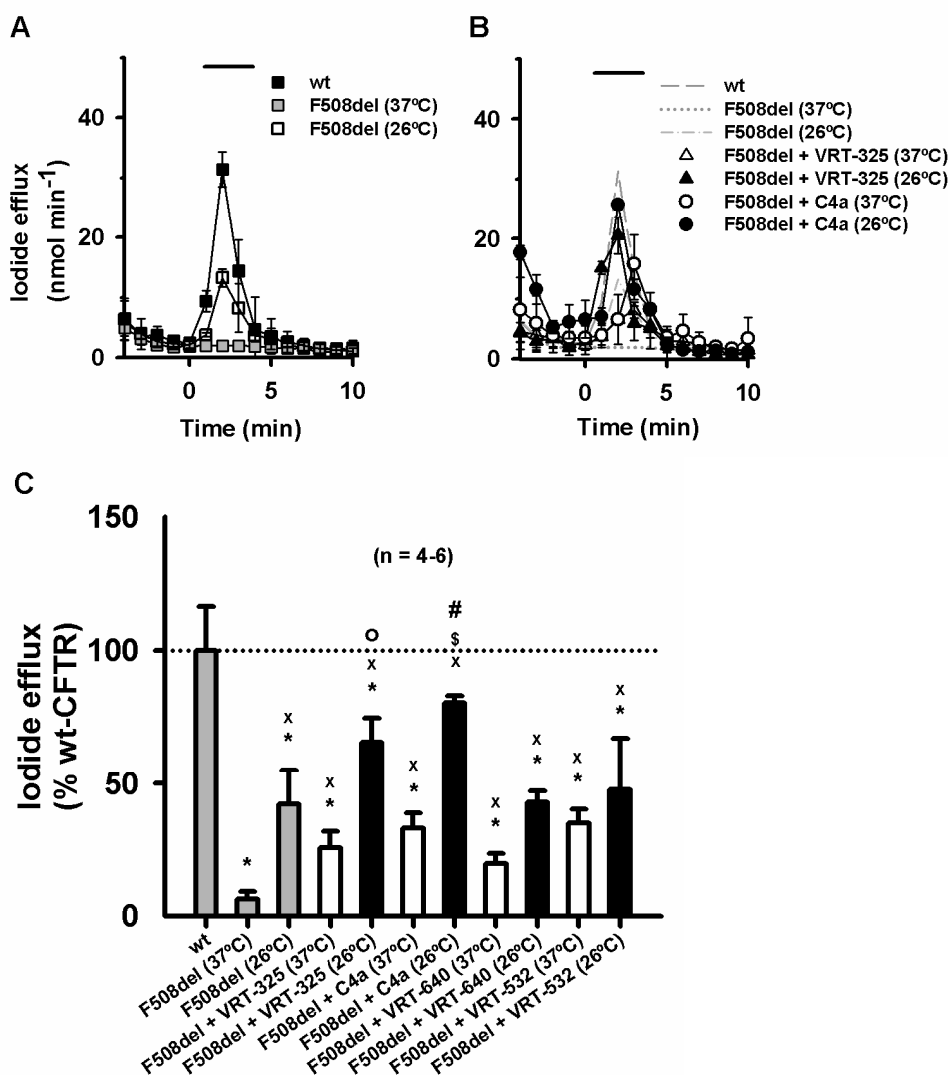 A
40
20
0
0
5
10
Iodide efflux
(nmol min⁻¹)
Time (min)
wt
F508del (37ºC)
F508del (26ºC)
B
40
20
0
0
5
10
Time (min)
wt
F508del (37ºC)
F508del (26ºC)
F508del + VRT-325 (37ºC)
F508del + VRT-325 (26ºC)
F508del + C4a (37ºC)
F508del + C4a (26ºC)
C
150
100
50
0
Iodide efflux
(% wt-CFTR)
(n = 4-6)
*
x
*
x
*
x
*
x
*
#
$
x
x
*
x
*
x
*
x
*
wt
F508del (37ºC)
F508del (26ºC)
F508del + VRT-325 (37ºC)
F508del + VRT-325 (26ºC)
F508del + C4a (37ºC)
F508del + C4a (26ºC)
F508del + VRT-640 (37ºC)
F508del + VRT-640 (26ºC)
F508del + VRT-532 (37ºC)
F508del + VRT-532 (26ºC)